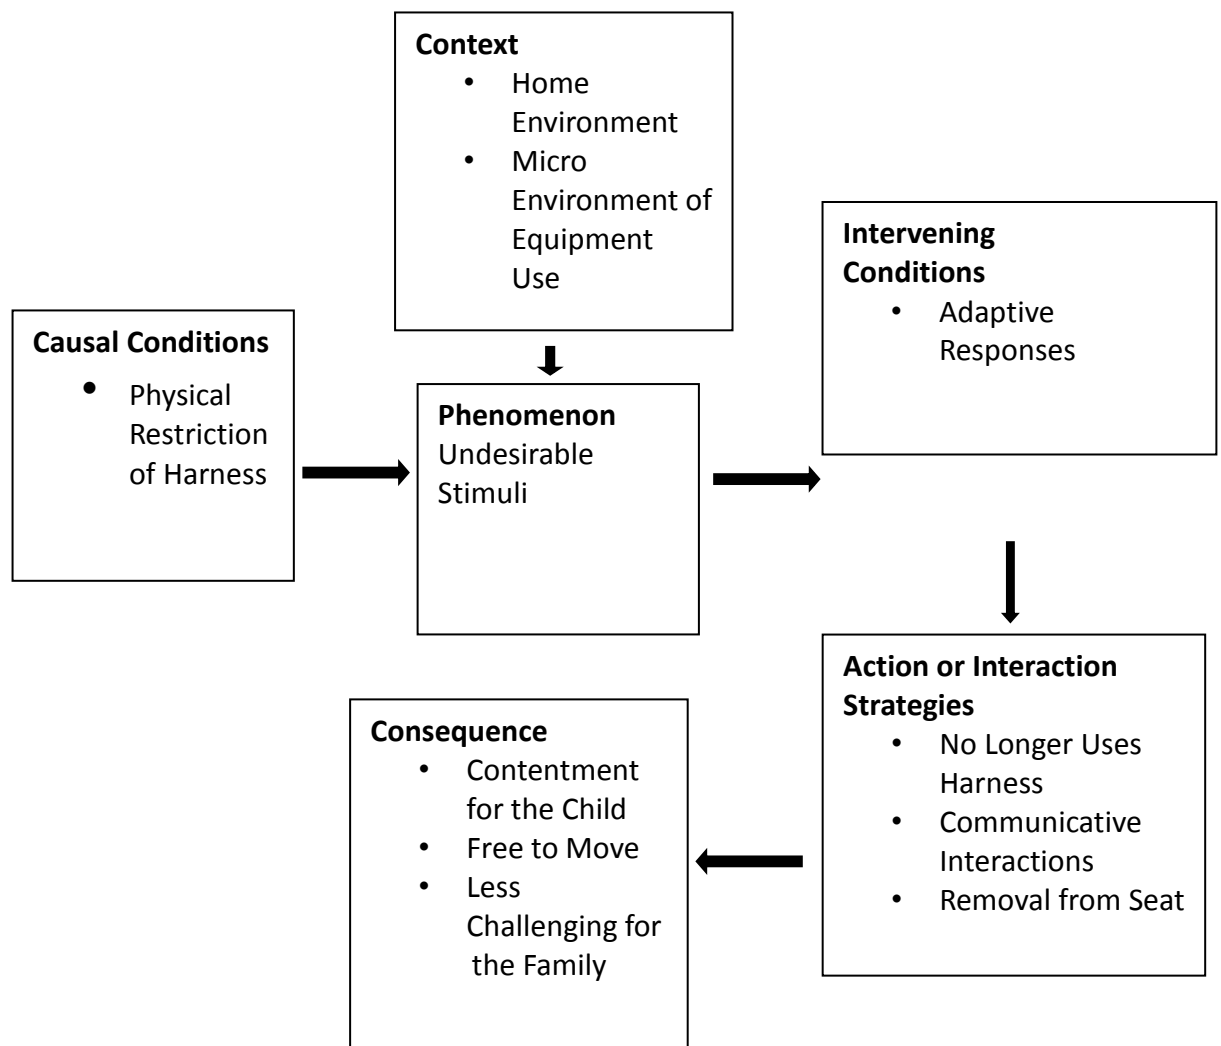 Context
• Home
Environment
• Micro
Environment of
Equipment
Use
Causal Conditions
• Physical
Restriction
of Harness
Phenomenon
Undesirable
Stimuli
Intervening
Conditions
• Adaptive
Responses
Action or Interaction
Strategies
• No Longer Uses
Harness
• Communicative
Interactions
• Removal from Seat
Consequence
• Contentment
for the Child
• Free to Move
• Less
Challenging for
the Family